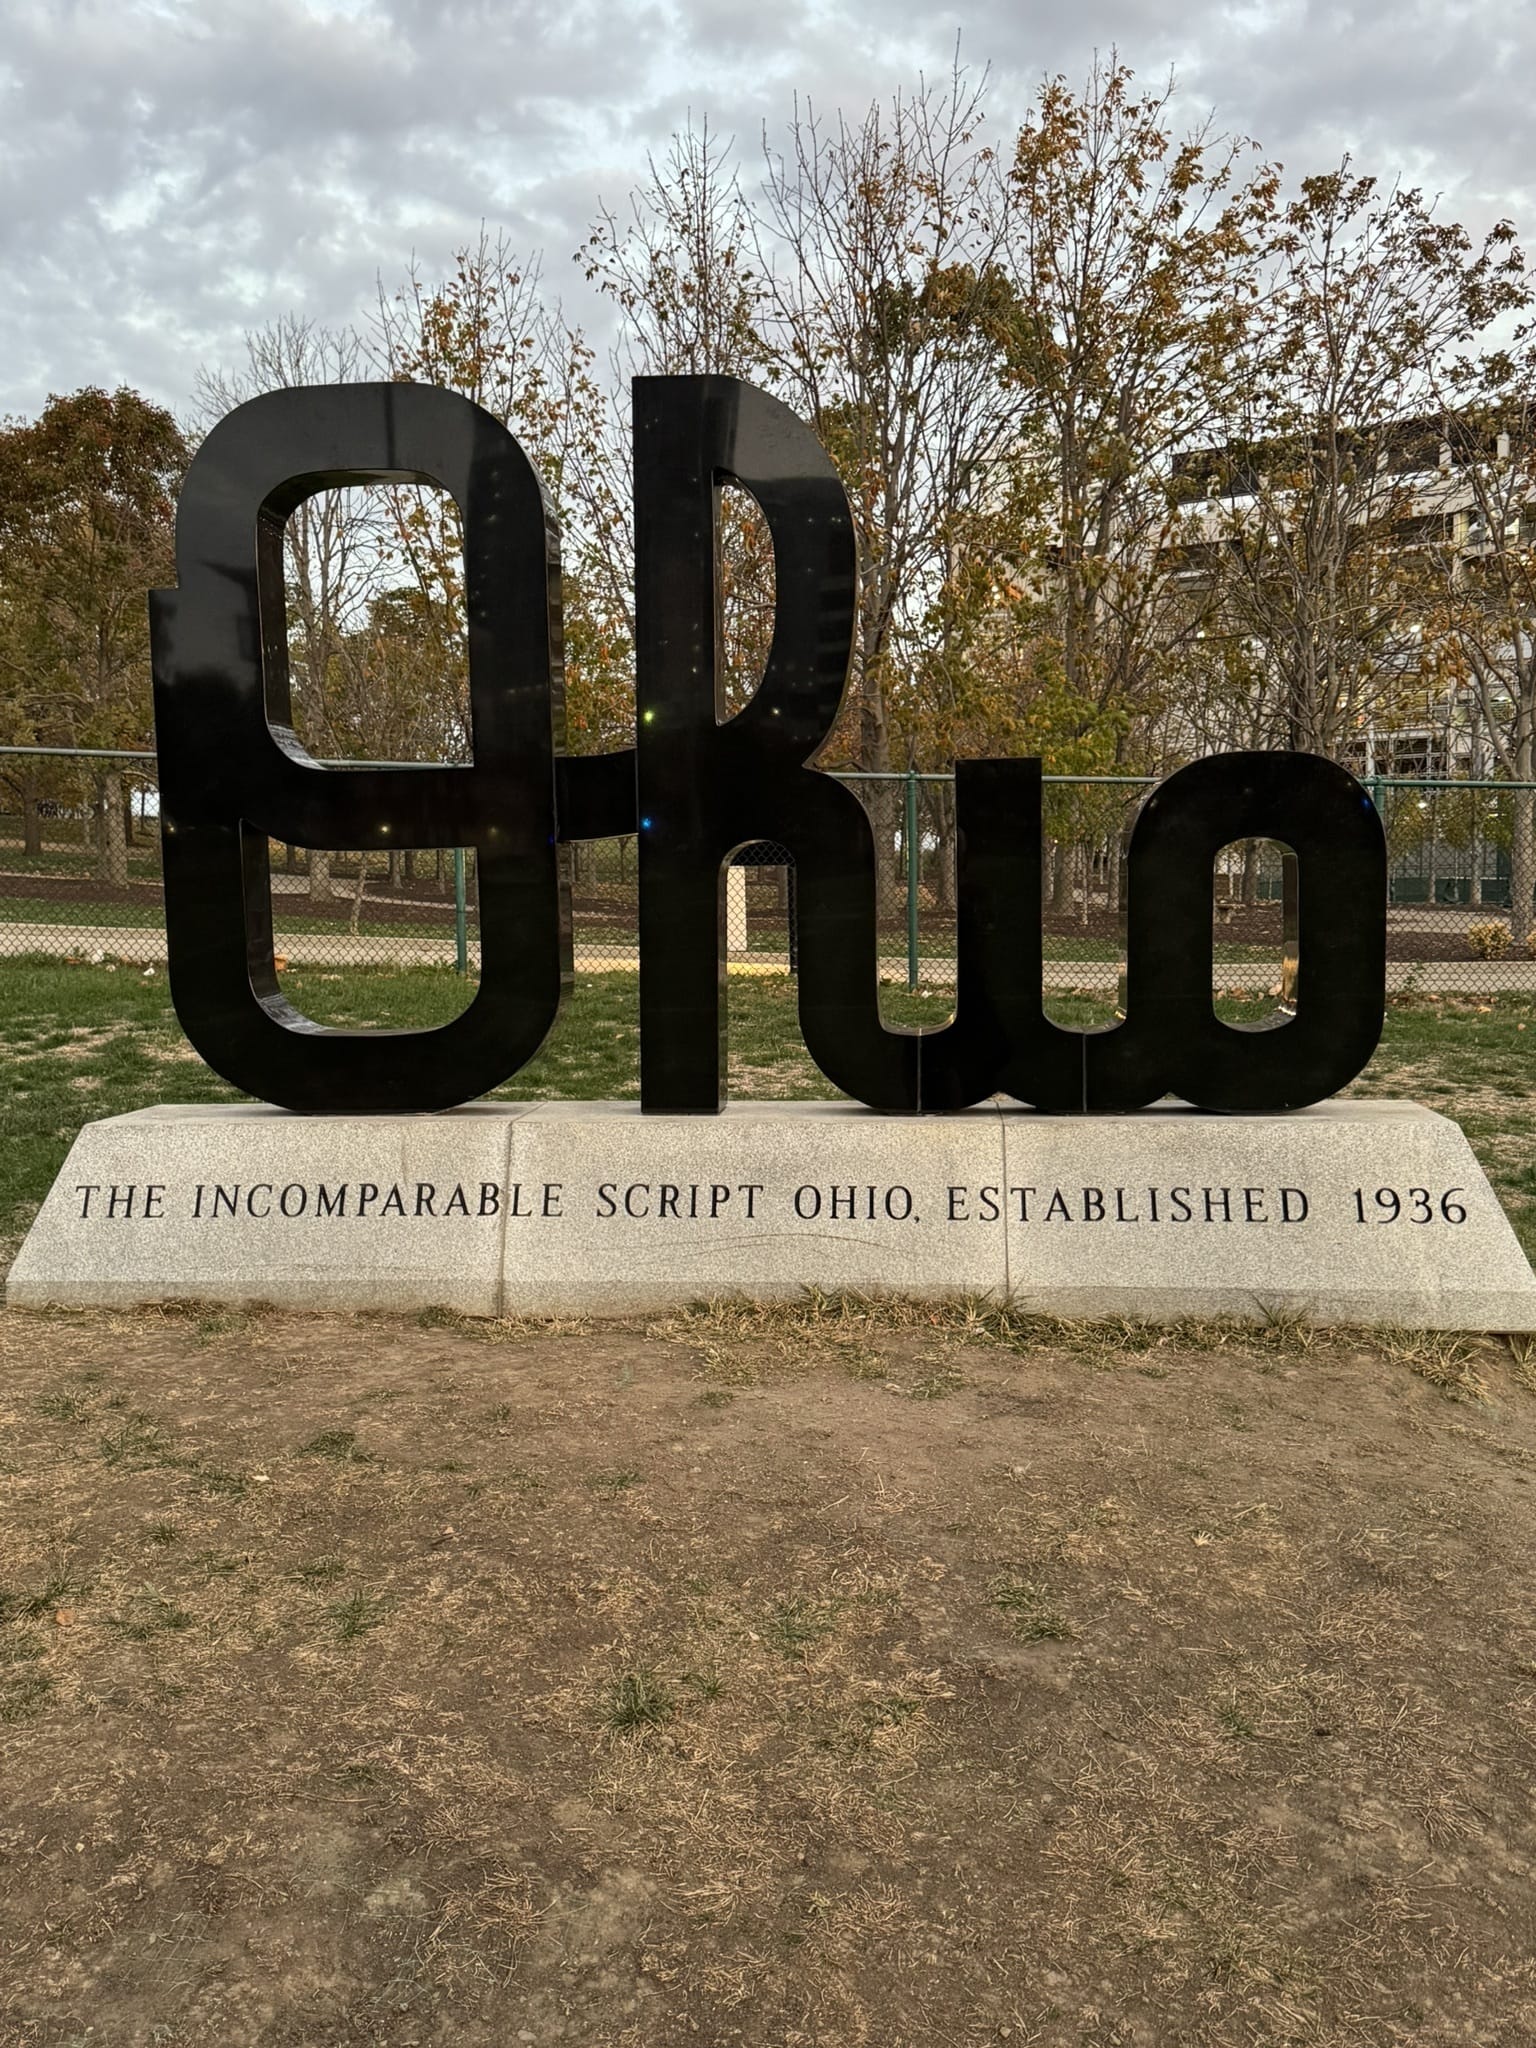 Ohio
THE INCOMPARABLE SCRIPT OHIO, ESTABLISHED 1936